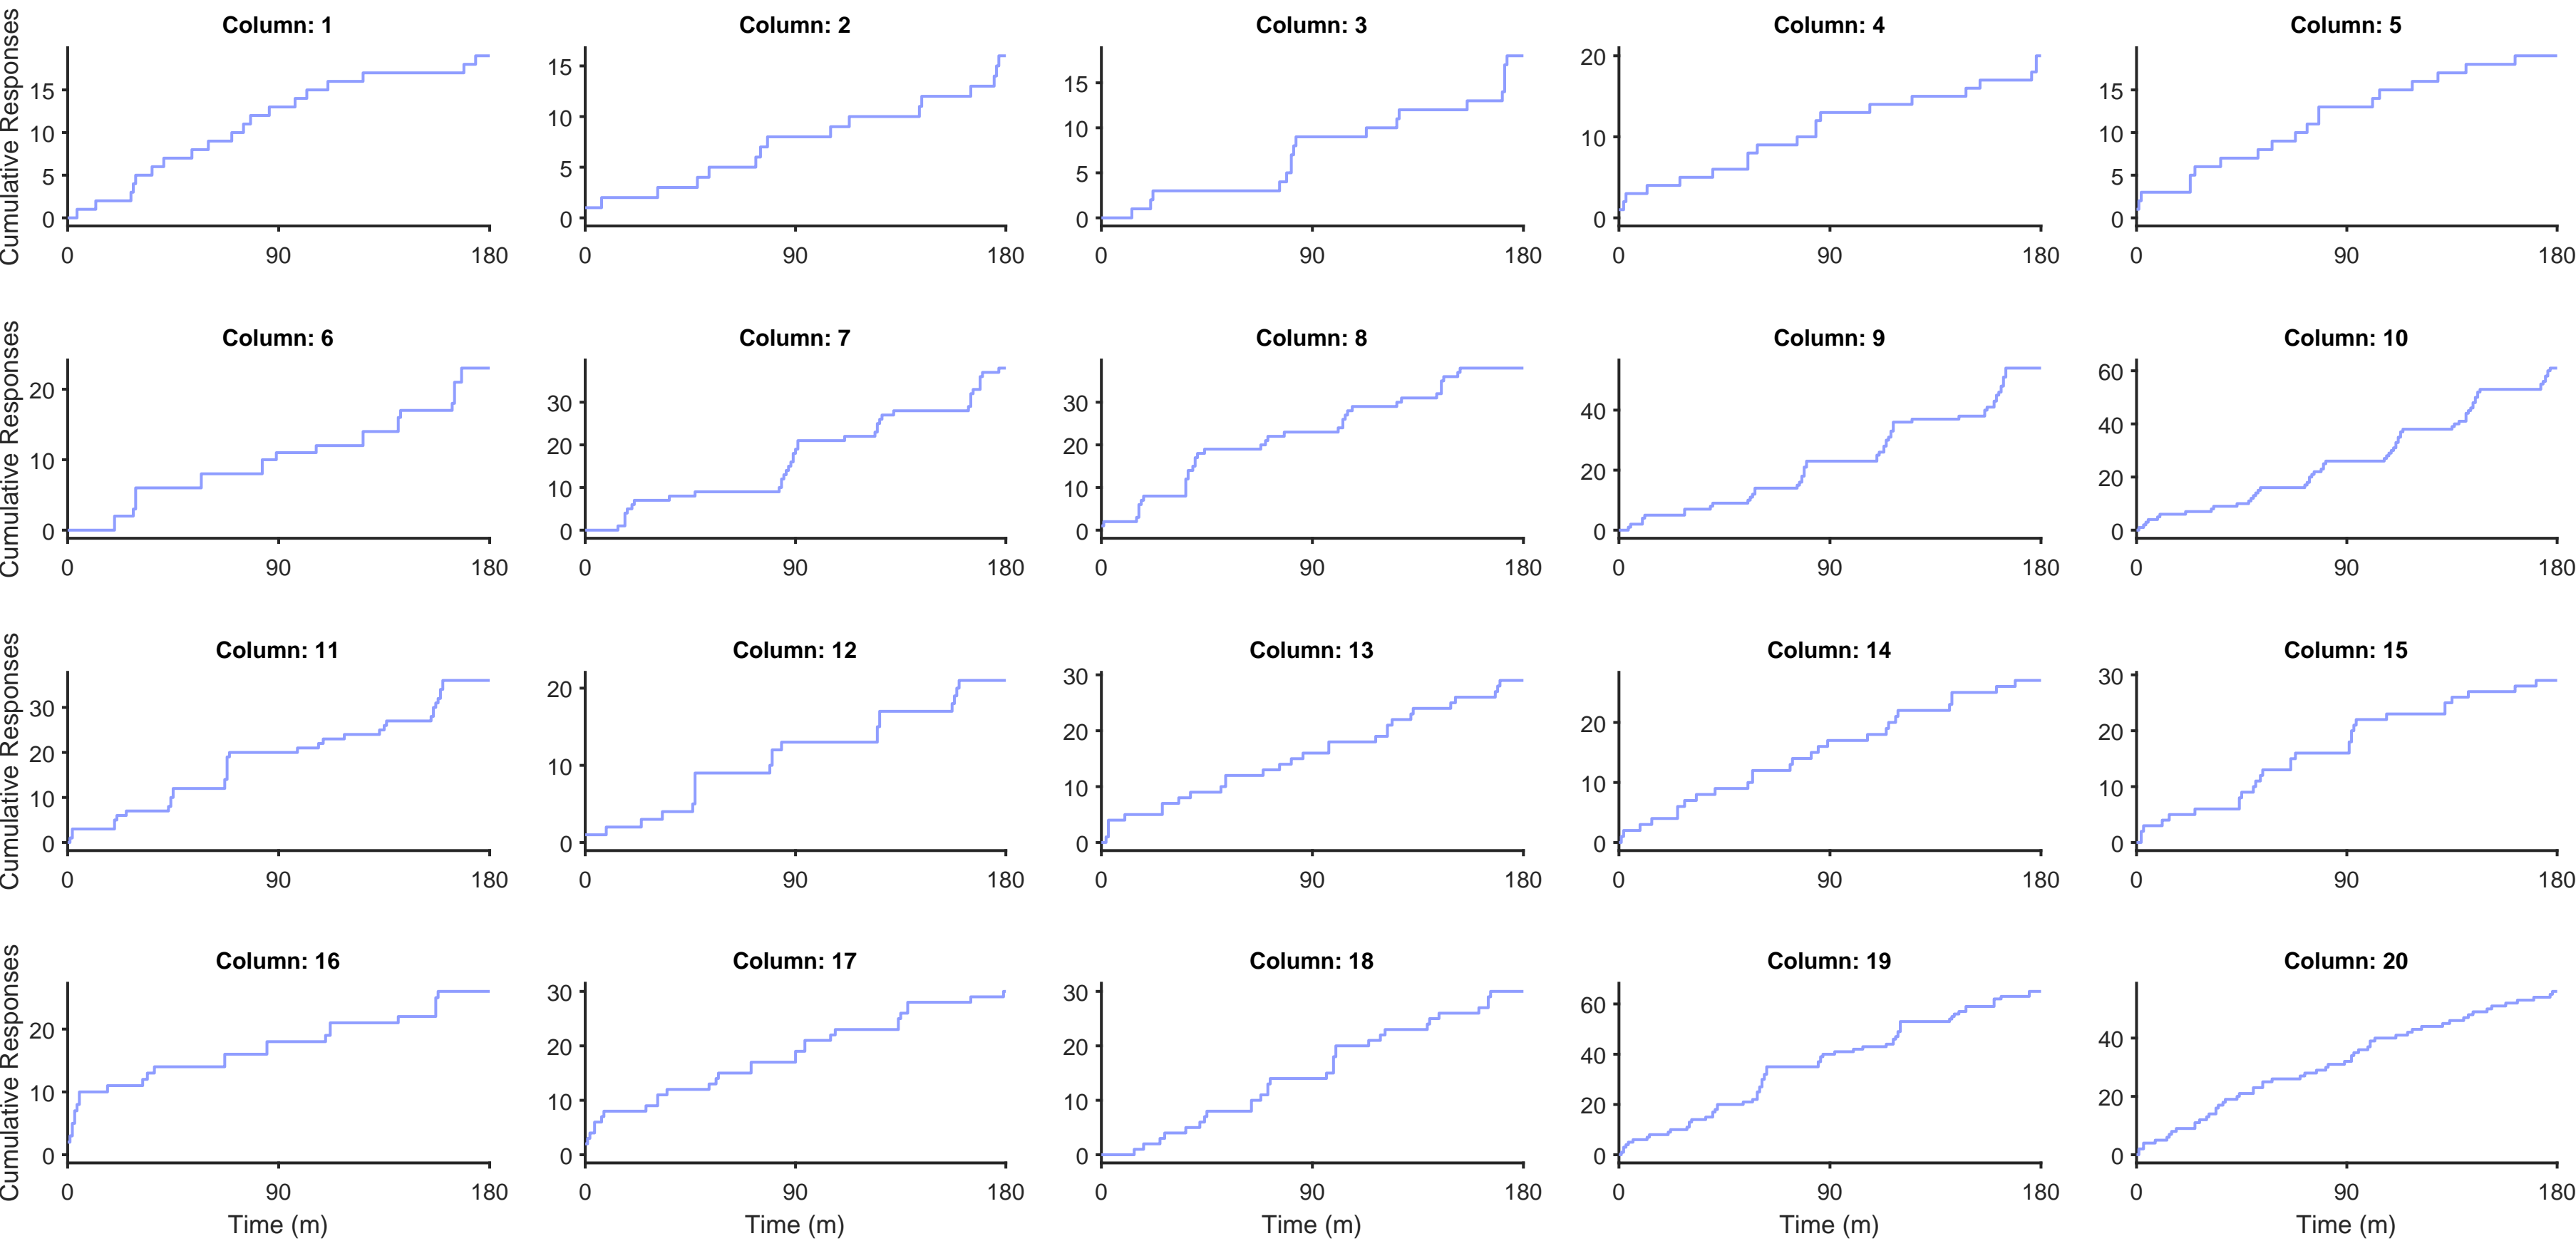 Column: 1
Column: 2
Column: 3
Column: 4
Column: 5
Cumulative Responses
15
10
5
0
0 90 180
15
10
5
0
0 90 180
15
10
5
0
0 90 180
20
10
0
0 90 180
15
10
5
0
0 90 180
Column: 6
Column: 7
Column: 8
Column: 9
Column: 10
Cumulative Responses
20
10
0
0 90 180
30
20
10
0
0 90 180
30
20
10
0
0 90 180
40
20
0
0 90 180
60
40
20
0
0 90 180
Column: 11
Column: 12
Column: 13
Column: 14
Column: 15
Cumulative Responses
30
20
10
0
0 90 180
20
10
0
0 90 180
30
20
10
0
0 90 180
20
10
0
0 90 180
30
20
10
0
0 90 180
Column: 16
Column: 17
Column: 18
Column: 19
Column: 20
Cumulative Responses
20
10
0
0 90 180
30
20
10
0
0 90 180
30
20
10
0
0 90 180
60
40
20
0
0 90 180
40
20
0
0 90 180
Time (m)
Time (m)
Time (m)
Time (m)
Time (m)